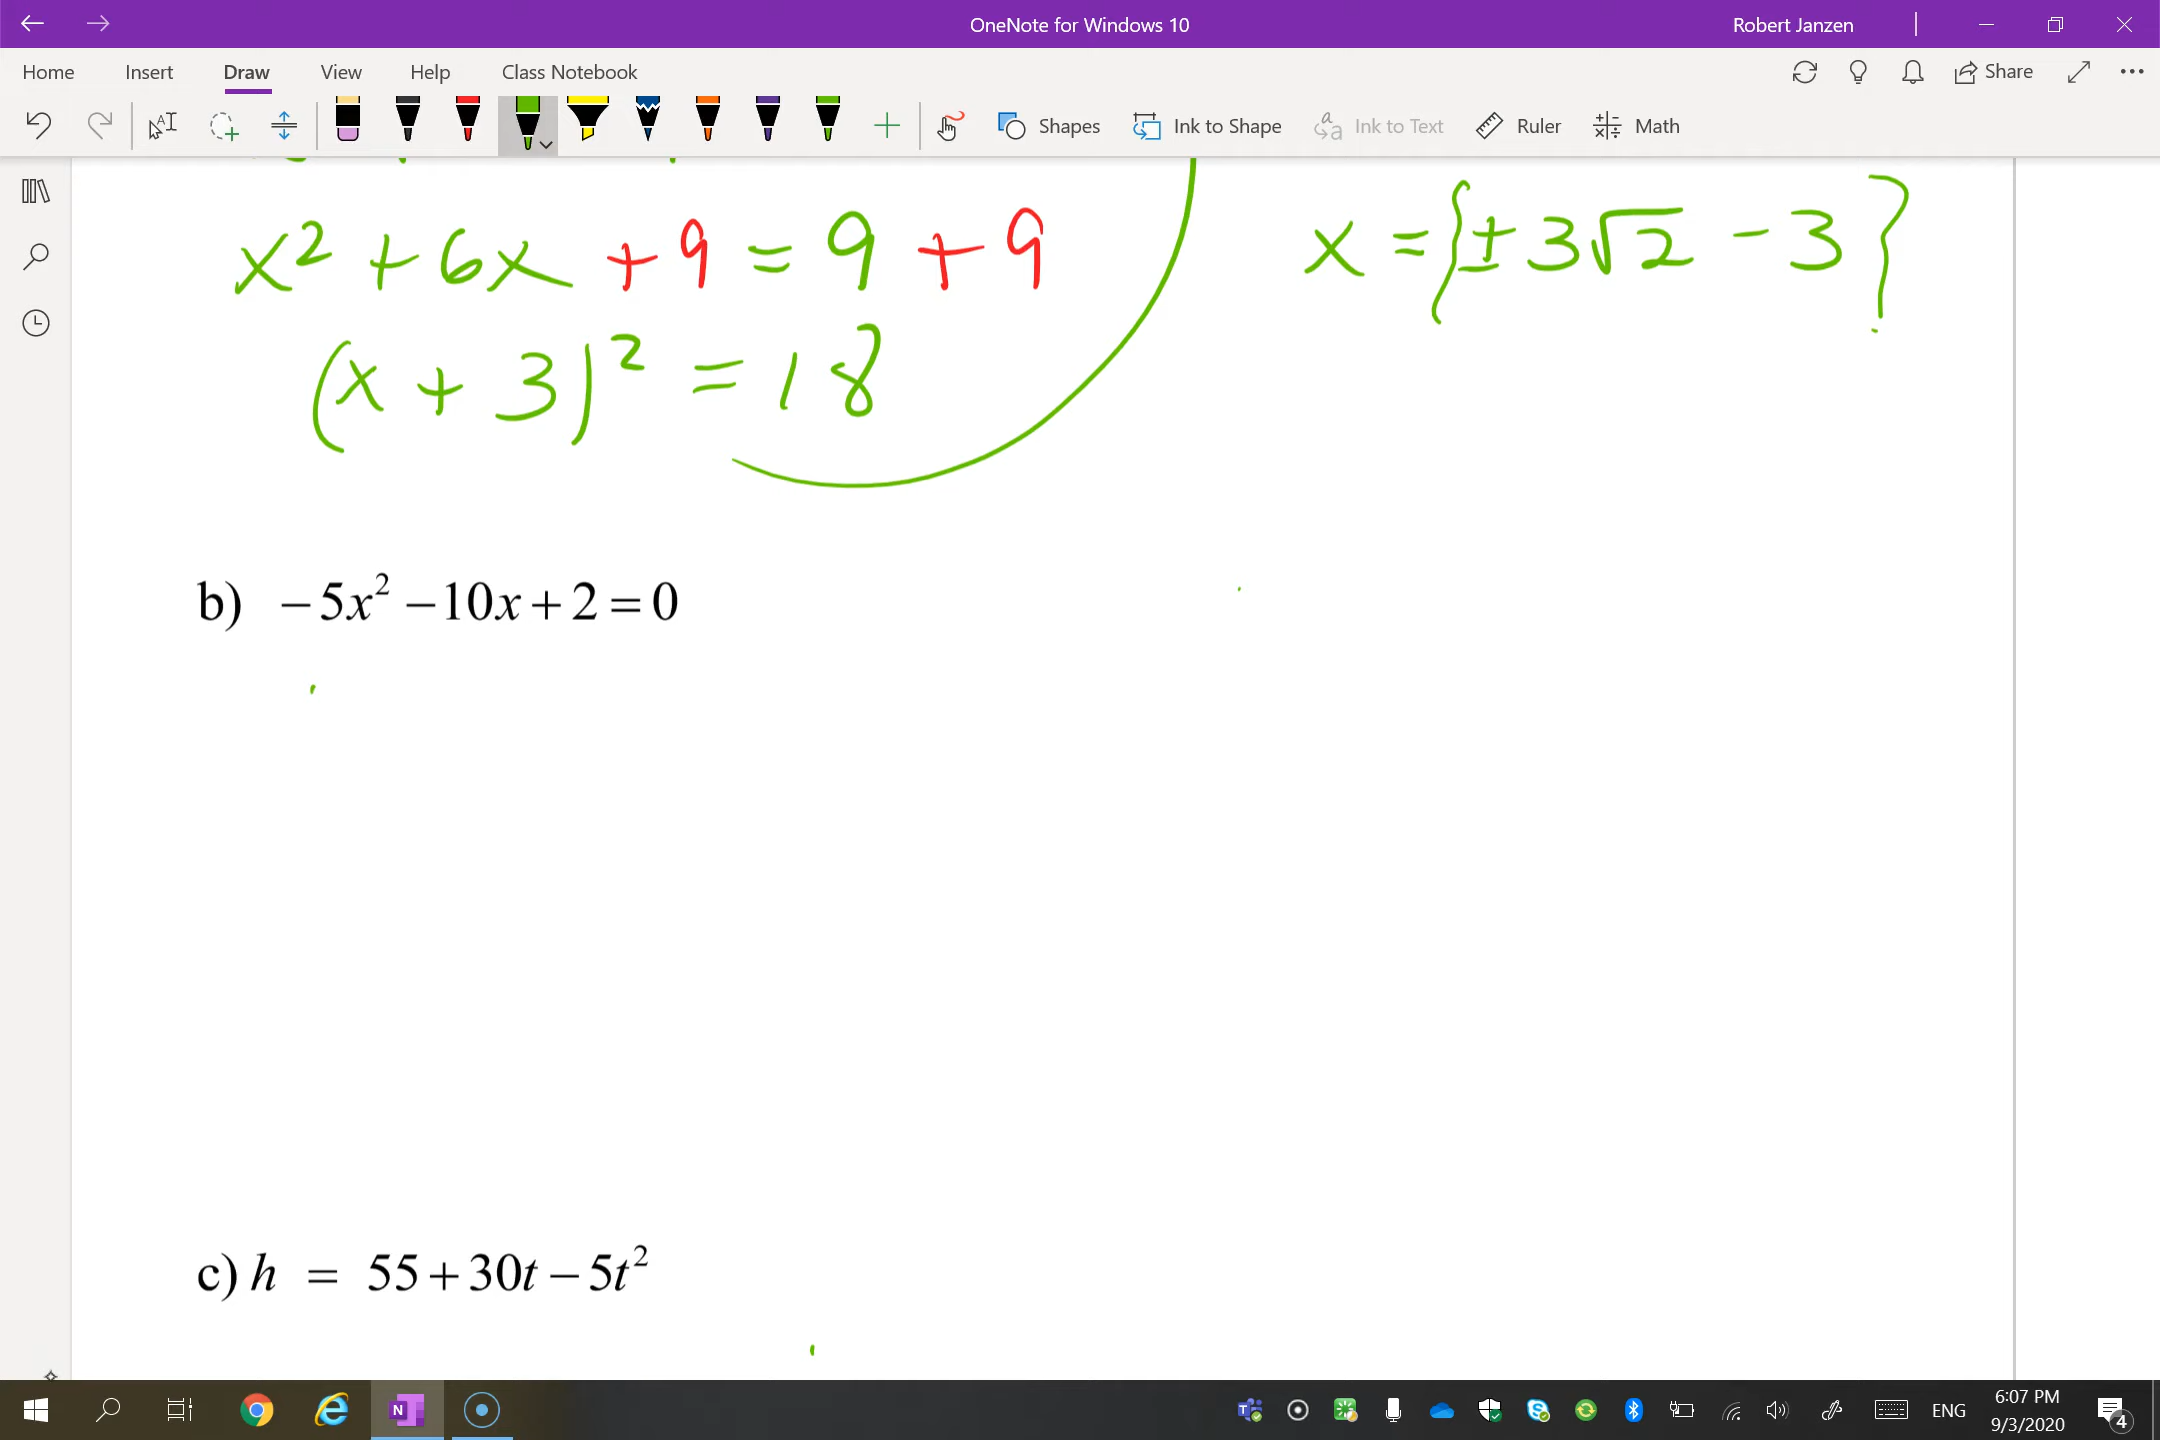 OneNote for Windows 10
Robert Janzen
Home Insert Draw View Help Class Notebook Share
Shapes Ink to Shape Ink to Text Ruler Math
x² + 6x + 9 = 9 + 9
x = {± 3√2 - 3}
(x + 3)² = 18
b) −5x² −10x + 2 = 0
c) h = 55 + 30t − 5t²
6:07 PM
ENG
9/3/2020
4